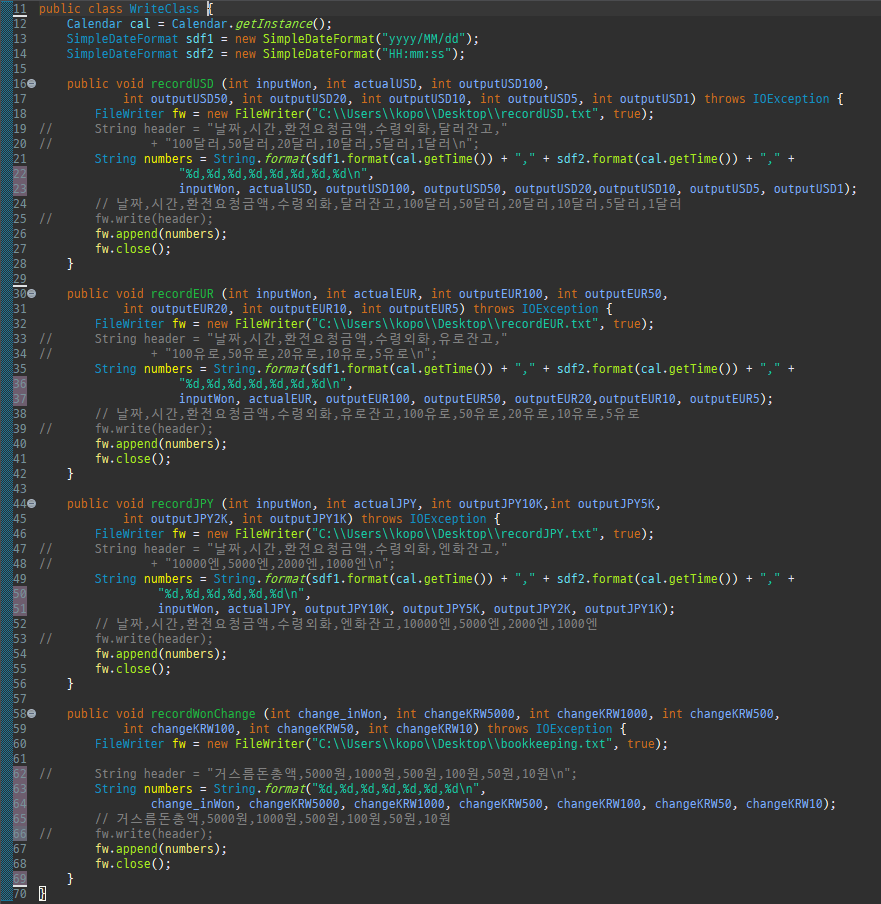 11 public class WriteClass {
12     Calendar cal = Calendar.getInstance();
13     SimpleDateFormat sdf1 = new SimpleDateFormat("yyyy/MM/dd");
14     SimpleDateFormat sdf2 = new SimpleDateFormat("HH:mm:ss");
15
16     public void recordUSD (int inputWon, int actualUSD, int outputUSD100,
17             int outputUSD50, int outputUSD20, int outputUSD10, int outputUSD5, int outputUSD1) throws IOException {
18         FileWriter fw = new FileWriter("C:\\Users\\kopo\\Desktop\\recordUSD.txt", true);
19 //      String header = "날짜,시간,환전요청금액,수령외화,달러잔고,"
20 //              + "100달러,50달러,20달러,10달러,5달러,1달러\n";
21         String numbers = String.format(sdf1.format(cal.getTime()) + "," + sdf2.format(cal.getTime()) + "," +
22                     "%d,%d,%d,%d,%d,%d,%d,%d\n",
23                     inputWon, actualUSD, outputUSD100, outputUSD50, outputUSD20,outputUSD10, outputUSD5, outputUSD1);
24         // 날짜,시간,환전요청금액,수령외화,달러잔고,100달러,50달러,20달러,10달러,5달러,1달러
25 //      fw.write(header);
26         fw.append(numbers);
27         fw.close();
28     }
29
30     public void recordEUR (int inputWon, int actualEUR, int outputEUR100, int outputEUR50,
31             int outputEUR20, int outputEUR10, int outputEUR5) throws IOException {
32         FileWriter fw = new FileWriter("C:\\Users\\kopo\\Desktop\\recordEUR.txt", true);
33 //      String header = "날짜,시간,환전요청금액,수령외화,유로잔고,"
34 //              + "100유로,50유로,20유로,10유로,5유로\n";
35         String numbers = String.format(sdf1.format(cal.getTime()) + "," + sdf2.format(cal.getTime()) + "," +
36                     "%d,%d,%d,%d,%d,%d,%d\n",
37                     inputWon, actualEUR, outputEUR100, outputEUR50, outputEUR20,outputEUR10, outputEUR5);
38         // 날짜,시간,환전요청금액,수령외화,유로잔고,100유로,50유로,20유로,10유로,5유로
39 //      fw.write(header);
40         fw.append(numbers);
41         fw.close();
42     }
43
44     public void recordJPY (int inputWon, int actualJPY, int outputJPY10K,int outputJPY5K,
45             int outputJPY2K, int outputJPY1K) throws IOException {
46         FileWriter fw = new FileWriter("C:\\Users\\kopo\\Desktop\\recordJPY.txt", true);
47 //      String header = "날짜,시간,환전요청금액,수령외화,엔화잔고,"
48 //              + "10000엔,5000엔,2000엔,1000엔\n";
49         String numbers = String.format(sdf1.format(cal.getTime()) + "," + sdf2.format(cal.getTime()) + "," +
50                  "%d,%d,%d,%d,%d,%d\n",
51                  inputWon, actualJPY, outputJPY10K, outputJPY5K, outputJPY2K, outputJPY1K);
52         // 날짜,시간,환전요청금액,수령외화,엔화잔고,10000엔,5000엔,2000엔,1000엔
53 //      fw.write(header);
54         fw.append(numbers);
55         fw.close();
56     }
57
58     public void recordWonChange (int change_inWon, int changeKRW5000, int changeKRW1000, int changeKRW500,
59             int changeKRW100, int changeKRW50, int changeKRW10) throws IOException {
60         FileWriter fw = new FileWriter("C:\\Users\\kopo\\Desktop\\bookkeeping.txt", true);
61
62 //      String header = "거스름돈총액,5000원,1000원,500원,100원,50원,10원\n";
63         String numbers = String.format("%d,%d,%d,%d,%d,%d,%d\n",
64                 change_inWon, changeKRW5000, changeKRW1000, changeKRW500, changeKRW100, changeKRW50, changeKRW10);
65         // 거스름돈총액,5000원,1000원,500원,100원,50원,10원
66 //      fw.write(header);
67         fw.append(numbers);
68         fw.close();
69     }
70 }